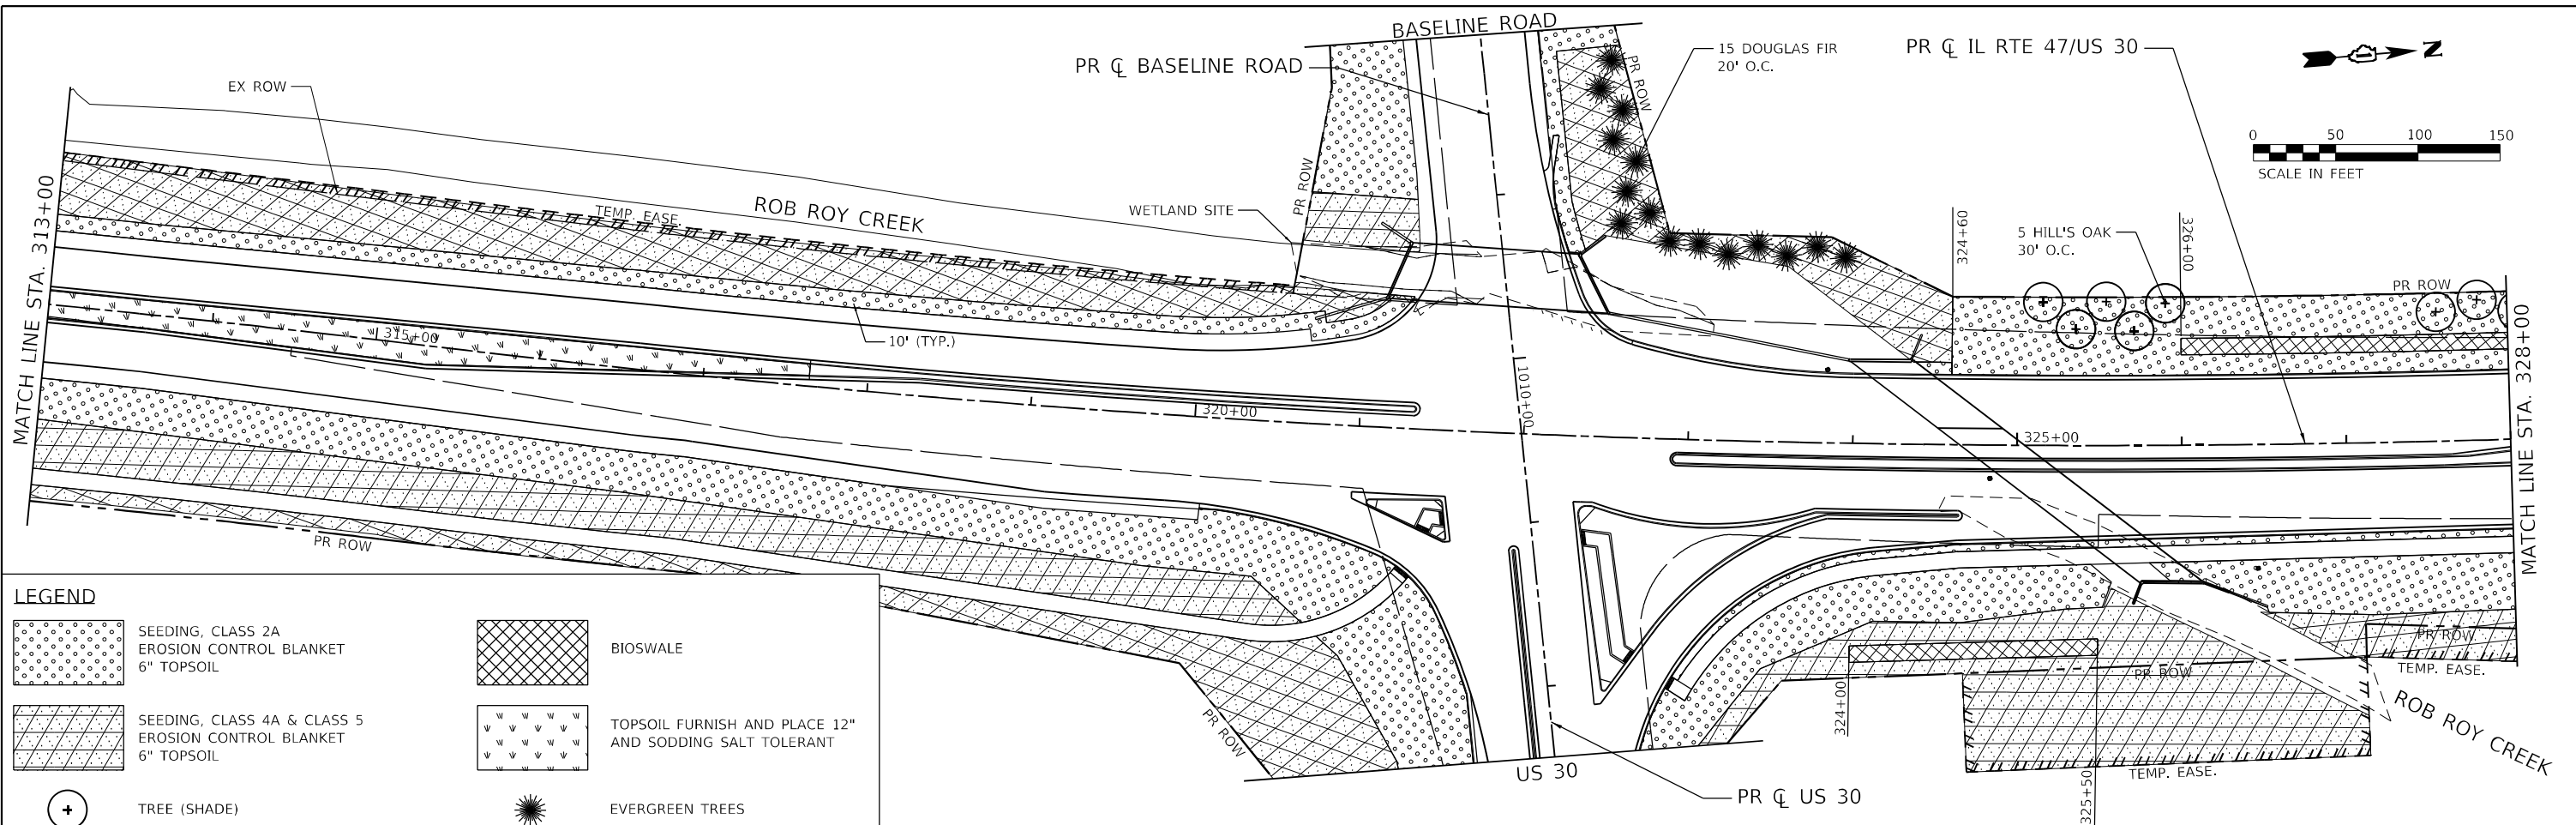 BASELINE ROAD
PR ℄ BASELINE ROAD
15 DOUGLAS FIR
20' O.C.
PR ℄ IL RTE 47/US 30
N
EX ROW
PR ROW
0 50 100 150
SCALE IN FEET
MATCH LINE STA. 313+00
TEMP. EASE.
ROB ROY CREEK
WETLAND SITE
PR ROW
324+60
5 HILL'S OAK
30' O.C.
326+00
PR ROW
315+00
10' (TYP.)
320+00
1010+00
325+00
MATCH LINE STA. 328+00
PR ROW
PR ROW
PR ROW
TEMP. EASE.
324+00
PR ROW
ROB ROY CREEK
TEMP. EASE.
325+50
US 30
PR ℄ US 30
LEGEND
SEEDING, CLASS 2A
EROSION CONTROL BLANKET
6" TOPSOIL
BIOSWALE
SEEDING, CLASS 4A & CLASS 5
EROSION CONTROL BLANKET
6" TOPSOIL
TOPSOIL FURNISH AND PLACE 12"
AND SODDING SALT TOLERANT
TREE (SHADE)
EVERGREEN TREES